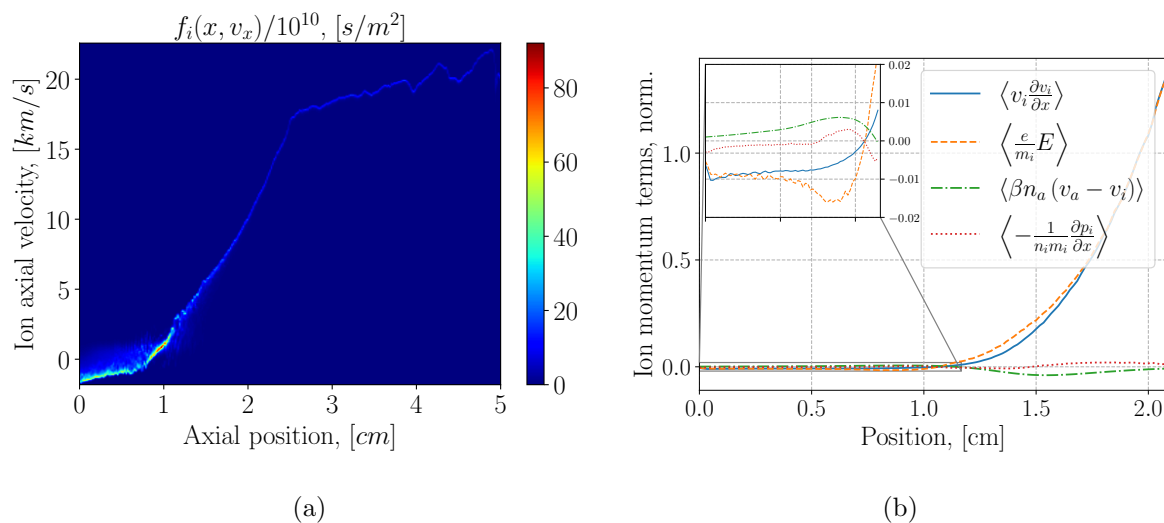 f_i(x, v_x)/10^{10}, [s/m^2]
Ion axial velocity, [km/s]
20
15
10
5
0
0 1 2 3 4 5
Axial position, [cm]
80
60
40
20
0
(a)
Ion momentum terms, norm.
1.0
0.5
0.0
0.02
0.01
0.00
−0.01
−0.02
⟨v_i ∂v_i/∂x⟩
⟨e/m_i E⟩
⟨βn_a (v_a − v_i)⟩
⟨−1/(n_i m_i) ∂p_i/∂x⟩
0.0 0.5 1.0 1.5 2.0
Position, [cm]
(b)